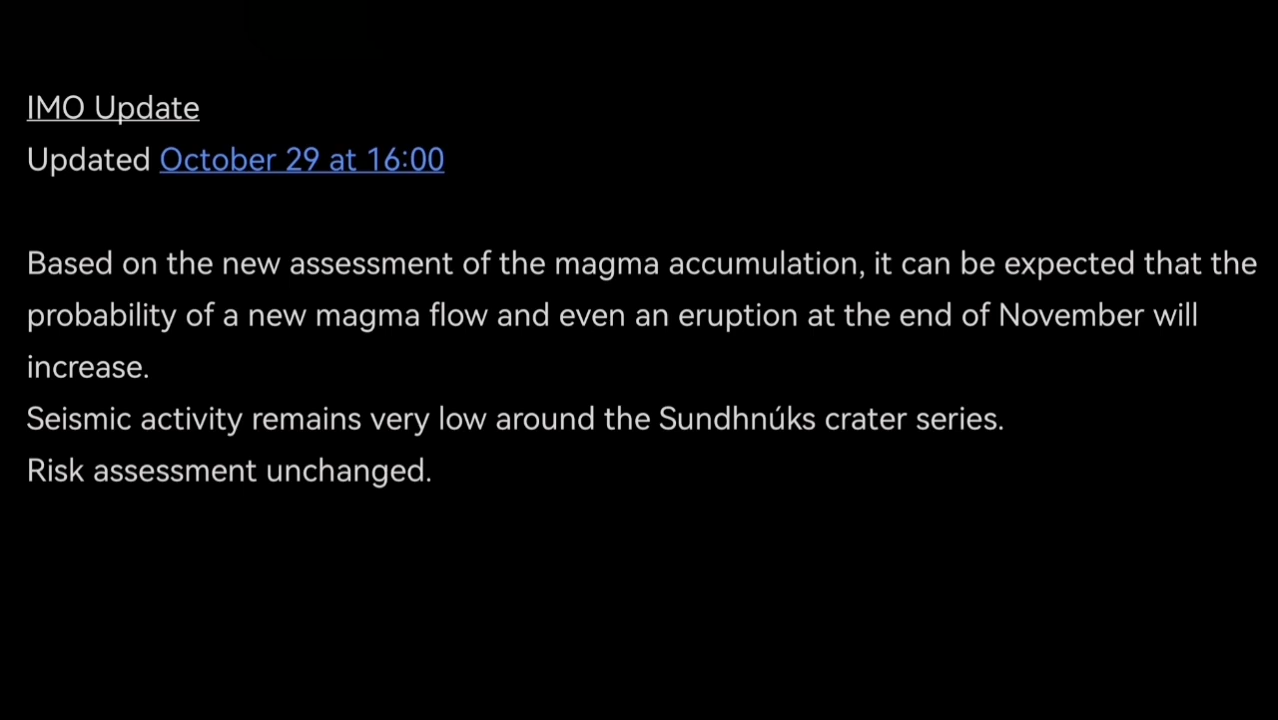 IMO Update
Updated October 29 at 16:00
Based on the new assessment of the magma accumulation, it can be expected that the
probability of a new magma flow and even an eruption at the end of November will
increase.
Seismic activity remains very low around the Sundhnúks crater series.
Risk assessment unchanged.